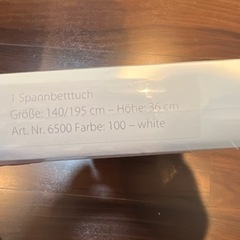 1 Spannbetttuch
Größe: 140/195 cm – Höhe: 36 cm
Art. Nr. 6500 Farbe: 100 – white